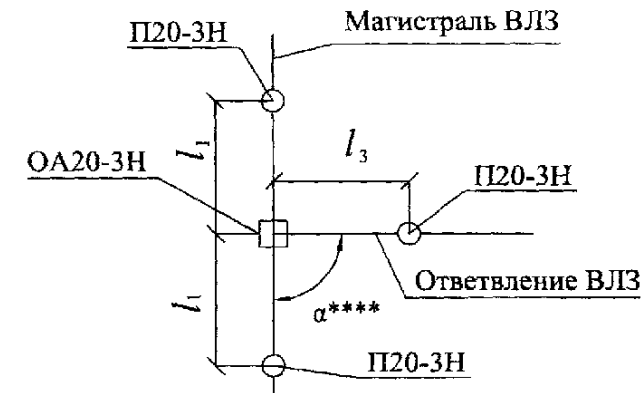 П20-3Н
Магистраль ВЛЗ
l₁
l₃
ОА20-3Н
П20-3Н
l₁
Ответвление ВЛЗ
α****
П20-3Н